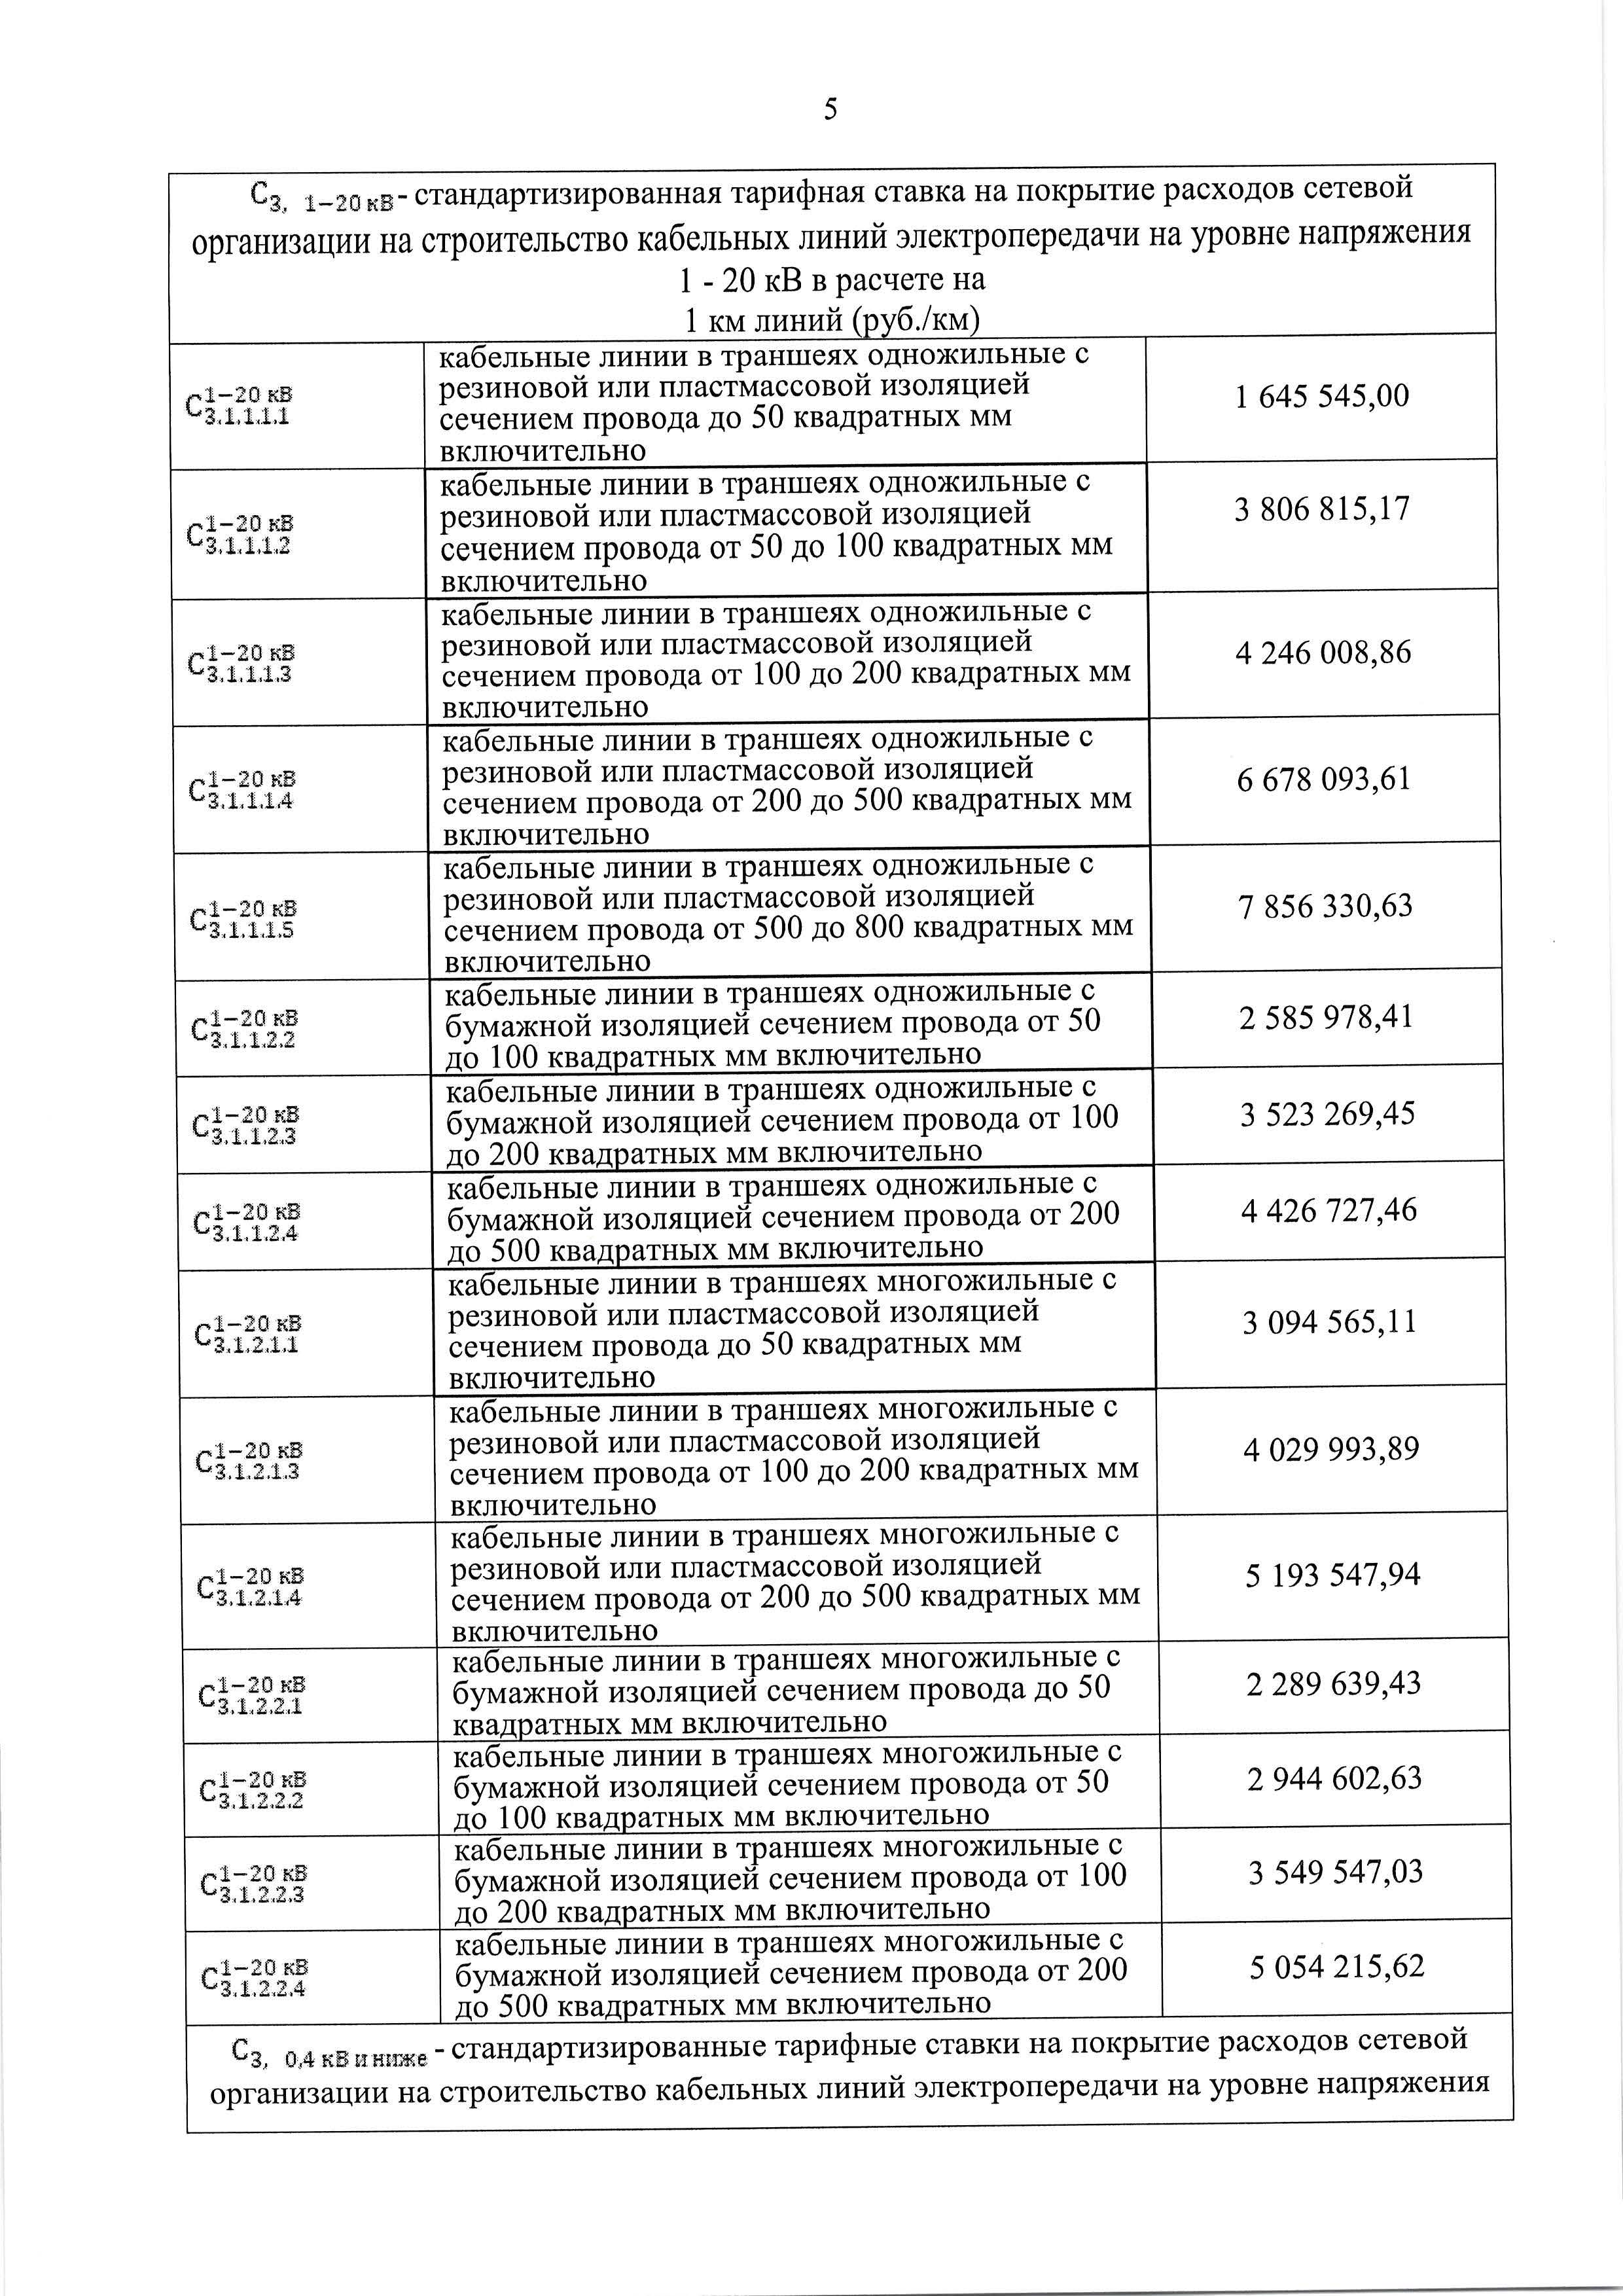 5
С3, 1–20 кВ - стандартизированная тарифная ставка на покрытие расходов сетевой
организации на строительство кабельных линий электропередачи на уровне напряжения
1 - 20 кВ в расчете на
1 км линий (руб./км)
С 1–20 кВ 3.1.1.1.1
кабельные линии в траншеях одножильные с
резиновой или пластмассовой изоляцией
сечением провода до 50 квадратных мм
включительно
1 645 545,00
С 1–20 кВ 3.1.1.1.2
кабельные линии в траншеях одножильные с
резиновой или пластмассовой изоляцией
сечением провода от 50 до 100 квадратных мм
включительно
3 806 815,17
С 1–20 кВ 3.1.1.1.3
кабельные линии в траншеях одножильные с
резиновой или пластмассовой изоляцией
сечением провода от 100 до 200 квадратных мм
включительно
4 246 008,86
С 1–20 кВ 3.1.1.1.4
кабельные линии в траншеях одножильные с
резиновой или пластмассовой изоляцией
сечением провода от 200 до 500 квадратных мм
включительно
6 678 093,61
С 1–20 кВ 3.1.1.1.5
кабельные линии в траншеях одножильные с
резиновой или пластмассовой изоляцией
сечением провода от 500 до 800 квадратных мм
включительно
7 856 330,63
С 1–20 кВ 3.1.1.2.2
кабельные линии в траншеях одножильные с
бумажной изоляцией сечением провода от 50
до 100 квадратных мм включительно
2 585 978,41
С 1–20 кВ 3.1.1.2.3
кабельные линии в траншеях одножильные с
бумажной изоляцией сечением провода от 100
до 200 квадратных мм включительно
3 523 269,45
С 1–20 кВ 3.1.1.2.4
кабельные линии в траншеях одножильные с
бумажной изоляцией сечением провода от 200
до 500 квадратных мм включительно
4 426 727,46
С 1–20 кВ 3.1.2.1.1
кабельные линии в траншеях многожильные с
резиновой или пластмассовой изоляцией
сечением провода до 50 квадратных мм
включительно
3 094 565,11
С 1–20 кВ 3.1.2.1.3
кабельные линии в траншеях многожильные с
резиновой или пластмассовой изоляцией
сечением провода от 100 до 200 квадратных мм
включительно
4 029 993,89
С 1–20 кВ 3.1.2.1.4
кабельные линии в траншеях многожильные с
резиновой или пластмассовой изоляцией
сечением провода от 200 до 500 квадратных мм
включительно
5 193 547,94
С 1–20 кВ 3.1.2.2.1
кабельные линии в траншеях многожильные с
бумажной изоляцией сечением провода до 50
квадратных мм включительно
2 289 639,43
С 1–20 кВ 3.1.2.2.2
кабельные линии в траншеях многожильные с
бумажной изоляцией сечением провода от 50
до 100 квадратных мм включительно
2 944 602,63
С 1–20 кВ 3.1.2.2.3
кабельные линии в траншеях многожильные с
бумажной изоляцией сечением провода от 100
до 200 квадратных мм включительно
3 549 547,03
С 1–20 кВ 3.1.2.2.4
кабельные линии в траншеях многожильные с
бумажной изоляцией сечением провода от 200
до 500 квадратных мм включительно
5 054 215,62
С3, 0,4 кВ и ниже - стандартизированные тарифные ставки на покрытие расходов сетевой
организации на строительство кабельных линий электропередачи на уровне напряжения